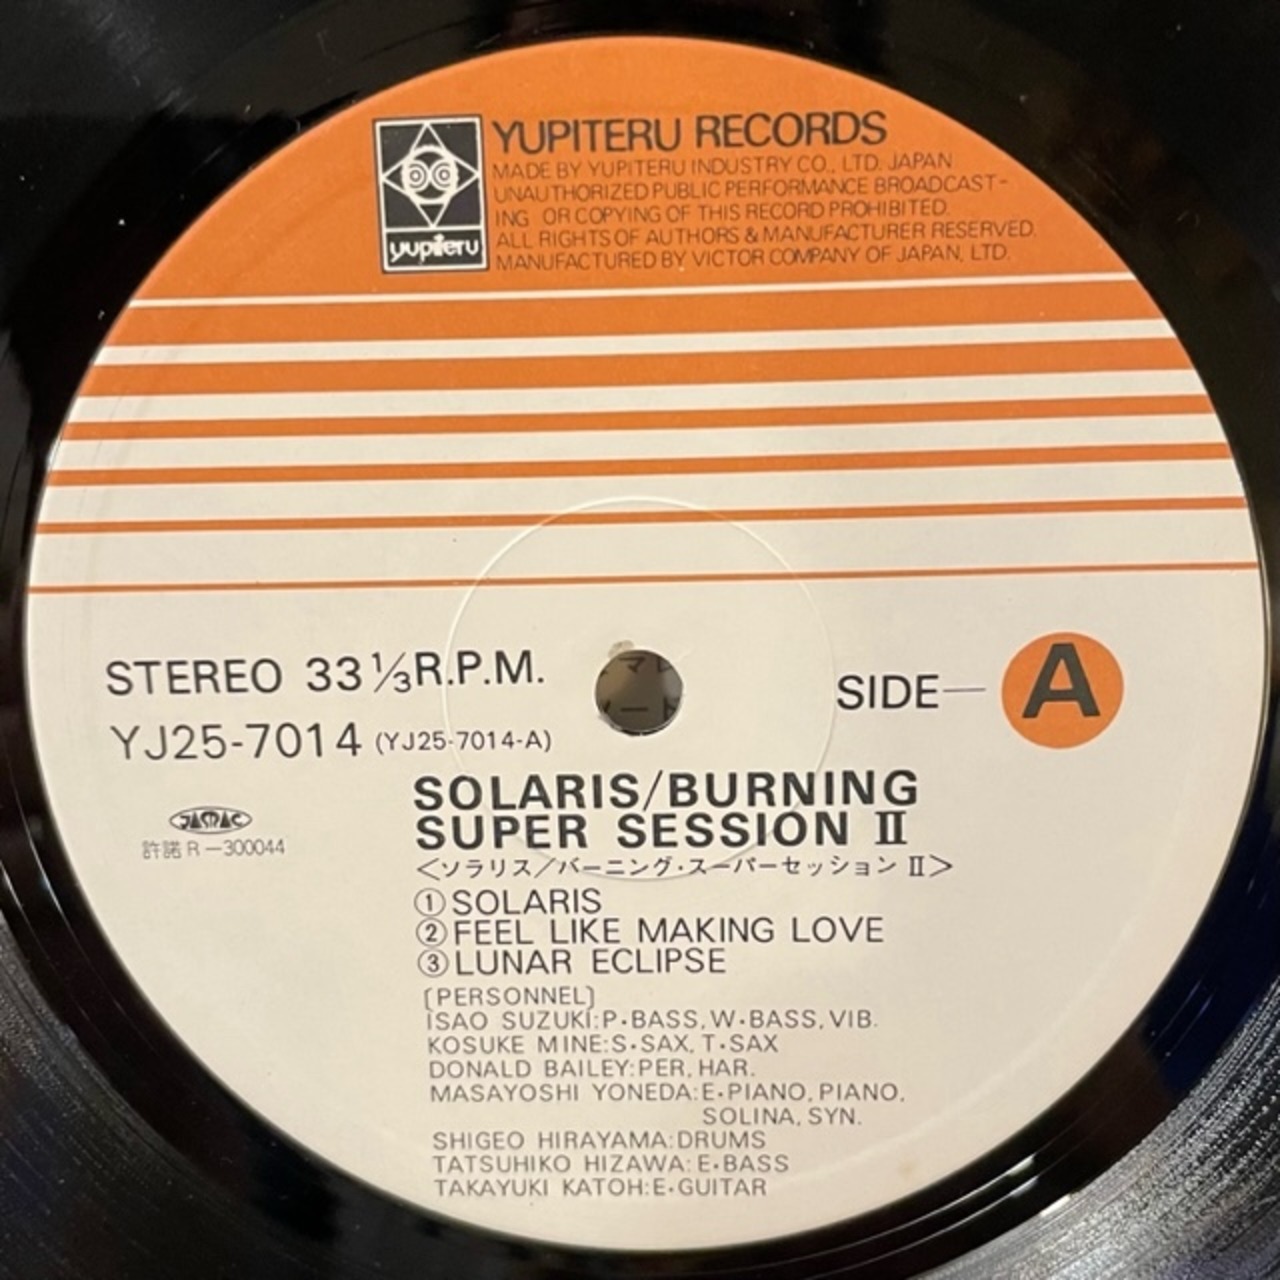 YUPITERU RECORDS
MADE BY YUPITERU INDUSTRY CO., LTD. JAPAN
UNAUTHORIZED PUBLIC PERFORMANCE BROADCAST-
ING OR COPYING OF THIS RECORD PROHIBITED.
ALL RIGHTS OF AUTHORS & MANUFACTURER RESERVED.
MANUFACTURED BY VICTOR COMPANY OF JAPAN, LTD.
yupiteru
STEREO 33 ⅓ R.P.M.
SIDE— A
YJ25-7014 (YJ25-7014-A)
JASRAC
許諾 R-300044
SOLARIS/BURNING
SUPER SESSION II
<ソラリス/バーニング・スーパーセッション II>
① SOLARIS
② FEEL LIKE MAKING LOVE
③ LUNAR ECLIPSE
[PERSONNEL]
ISAO SUZUKI:P・BASS, W・BASS, VIB.
KOSUKE MINE:S・SAX, T・SAX
DONALD BAILEY:PER, HAR.
MASAYOSHI YONEDA:E・PIANO, PIANO,
SOLINA, SYN.
SHIGEO HIRAYAMA:DRUMS
TATSUHIKO HIZAWA:E・BASS
TAKAYUKI KATOH:E・GUITAR